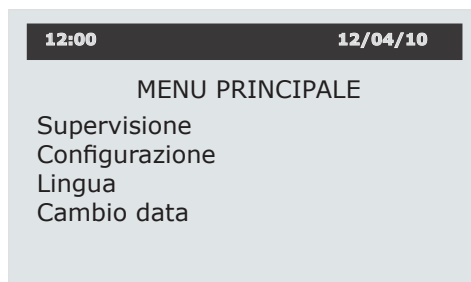 12:00 12/04/10
MENU PRINCIPALE
Supervisione
Configurazione
Lingua
Cambio data